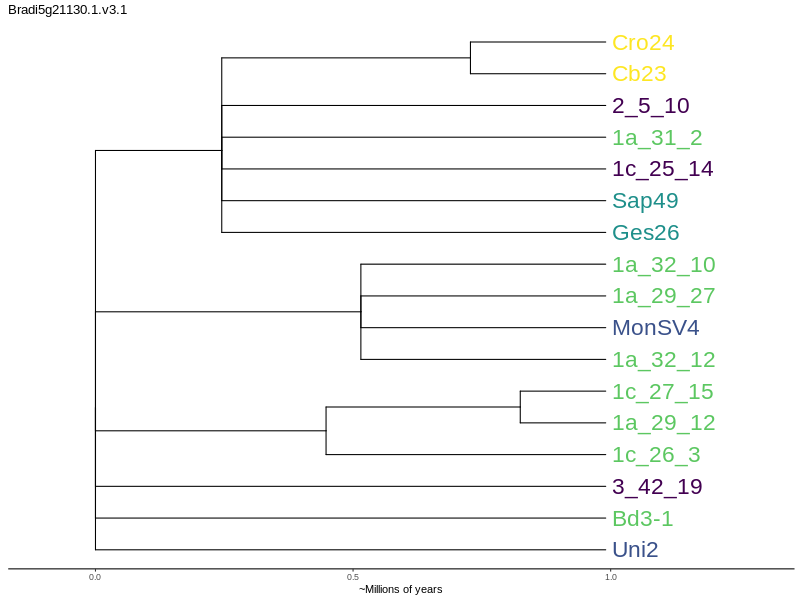 Bradi5g21130.1.v3.1
Cro24
Cb23
2_5_10
1a_31_2
1c_25_14
Sap49
Ges26
1a_32_10
1a_29_27
MonSV4
1a_32_12
1c_27_15
1a_29_12
1c_26_3
3_42_19
Bd3-1
Uni2
0.0 0.5 1.0
~Millions of years